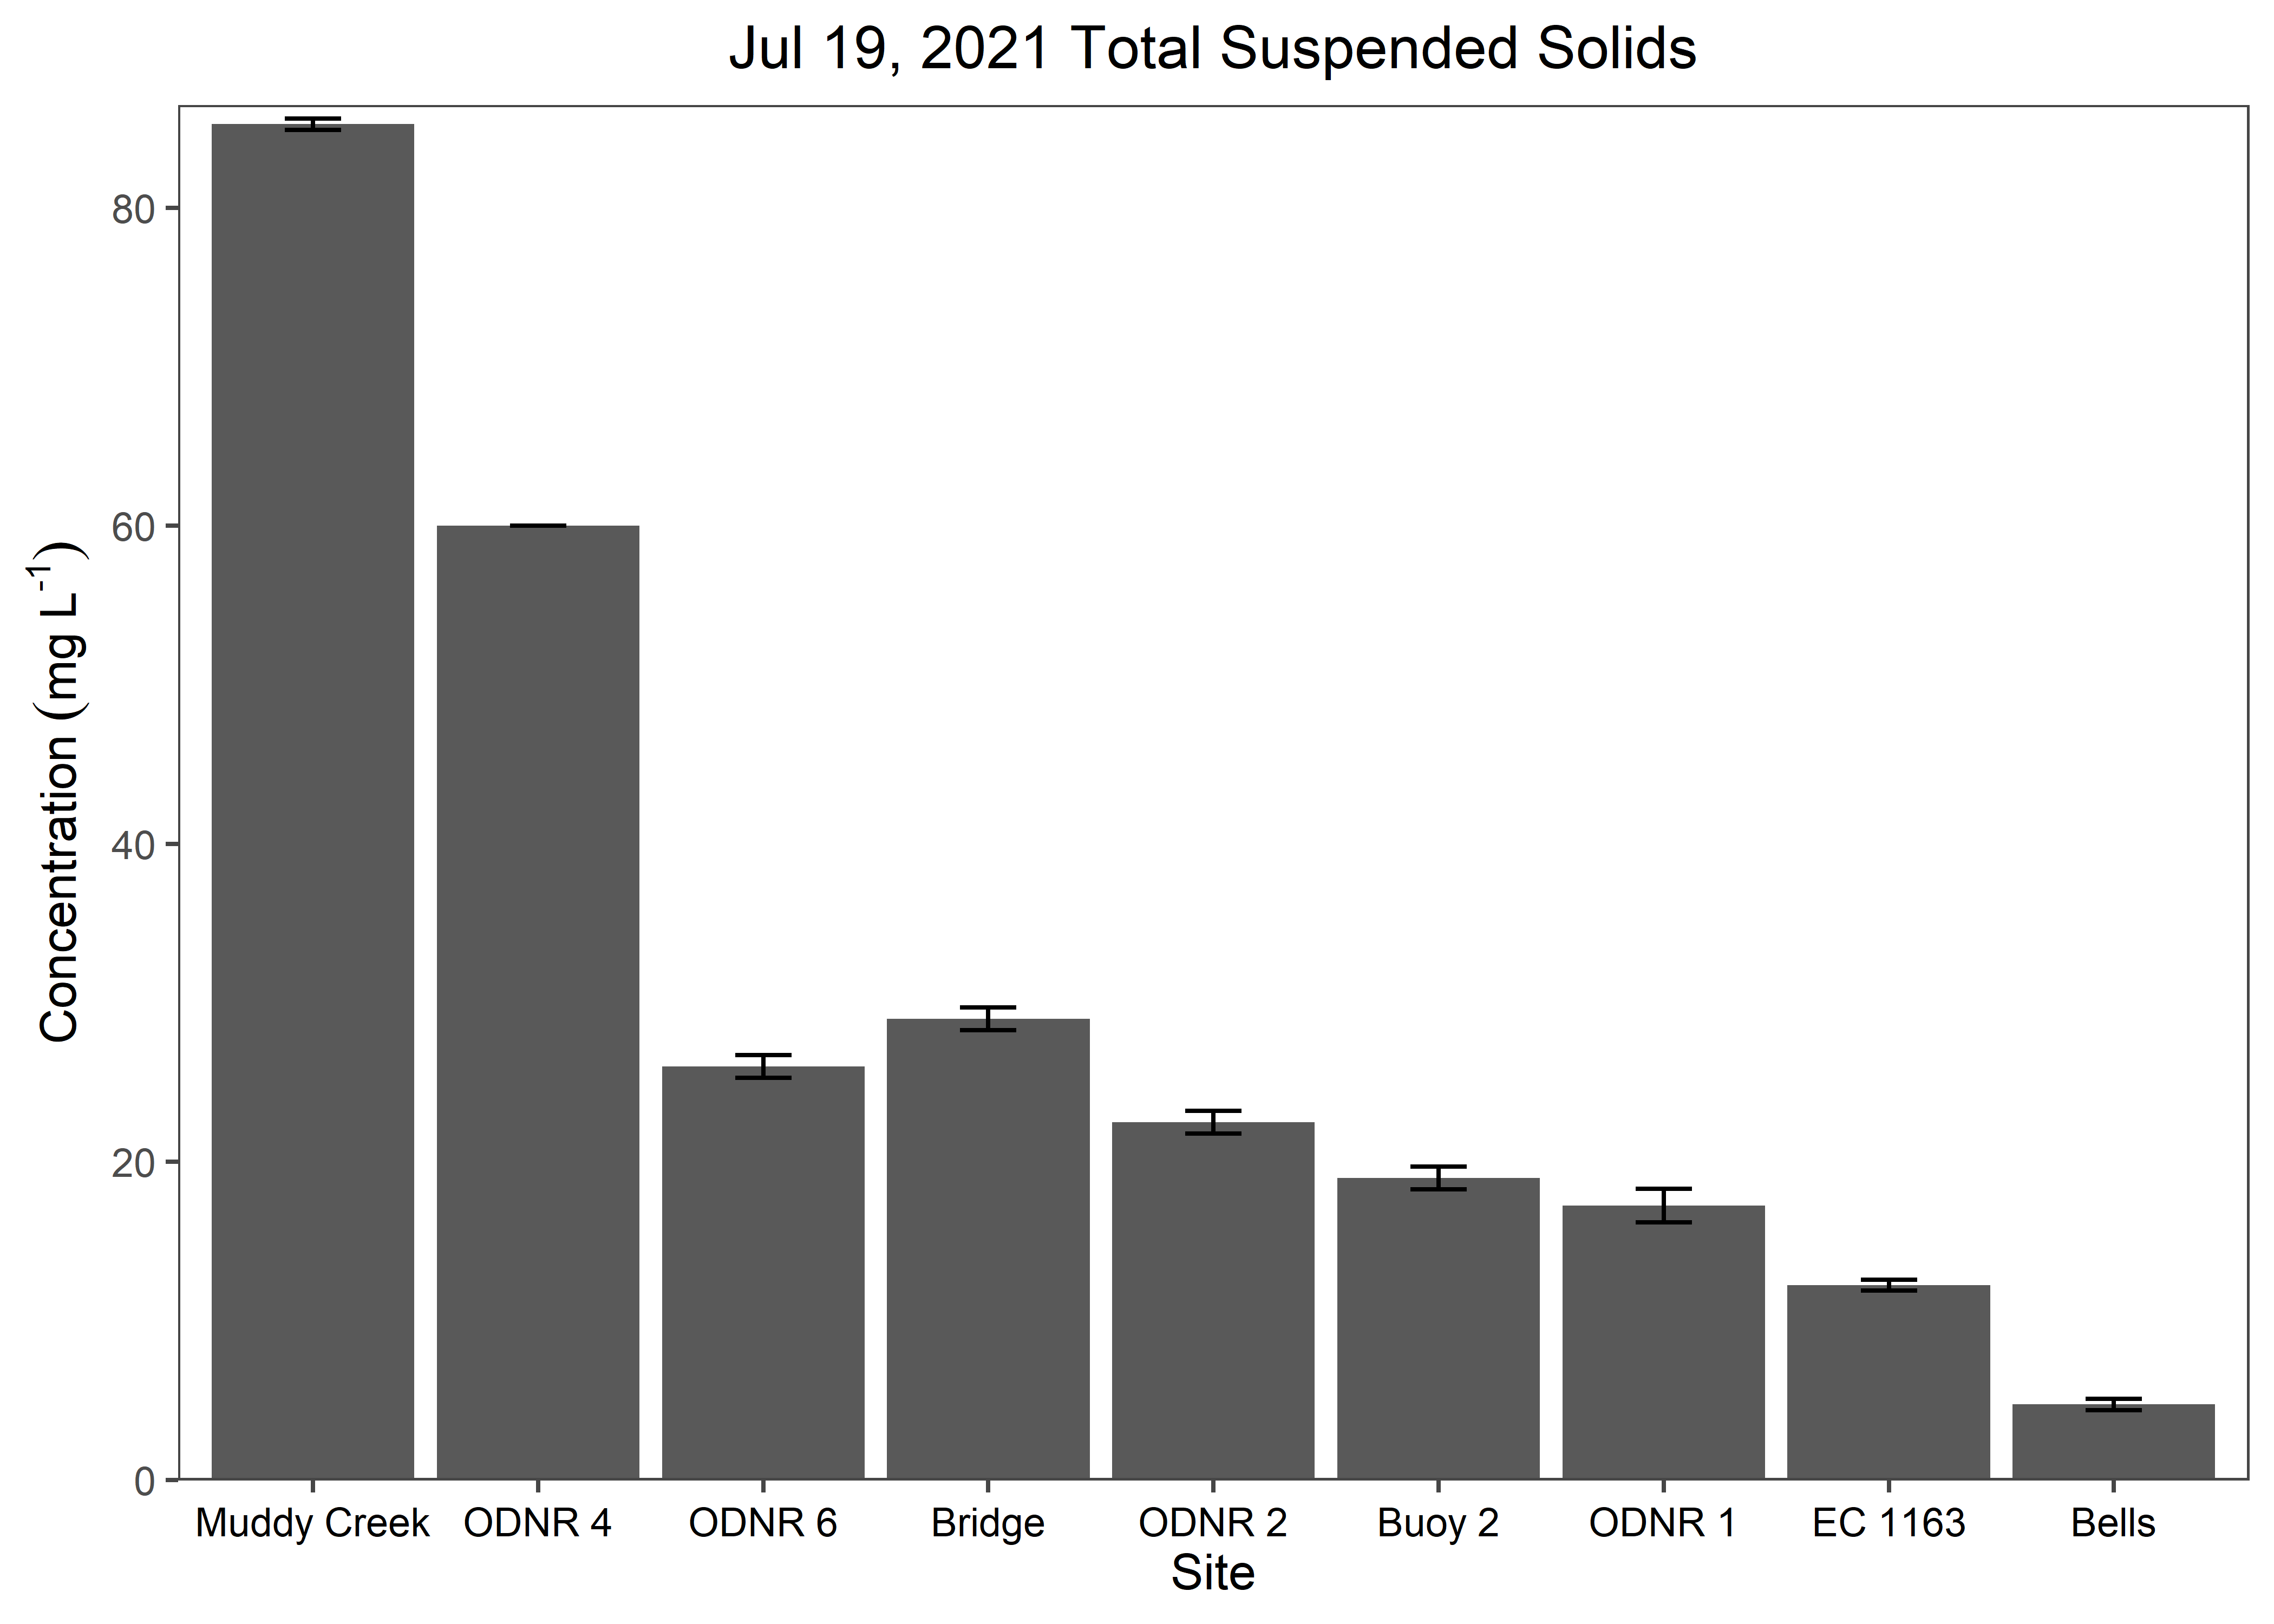 Jul 19, 2021 Total Suspended Solids
Concentration (mg L⁻¹)
80
60
40
20
0
Muddy Creek ODNR 4 ODNR 6 Bridge ODNR 2 Buoy 2 ODNR 1 EC 1163 Bells
Site